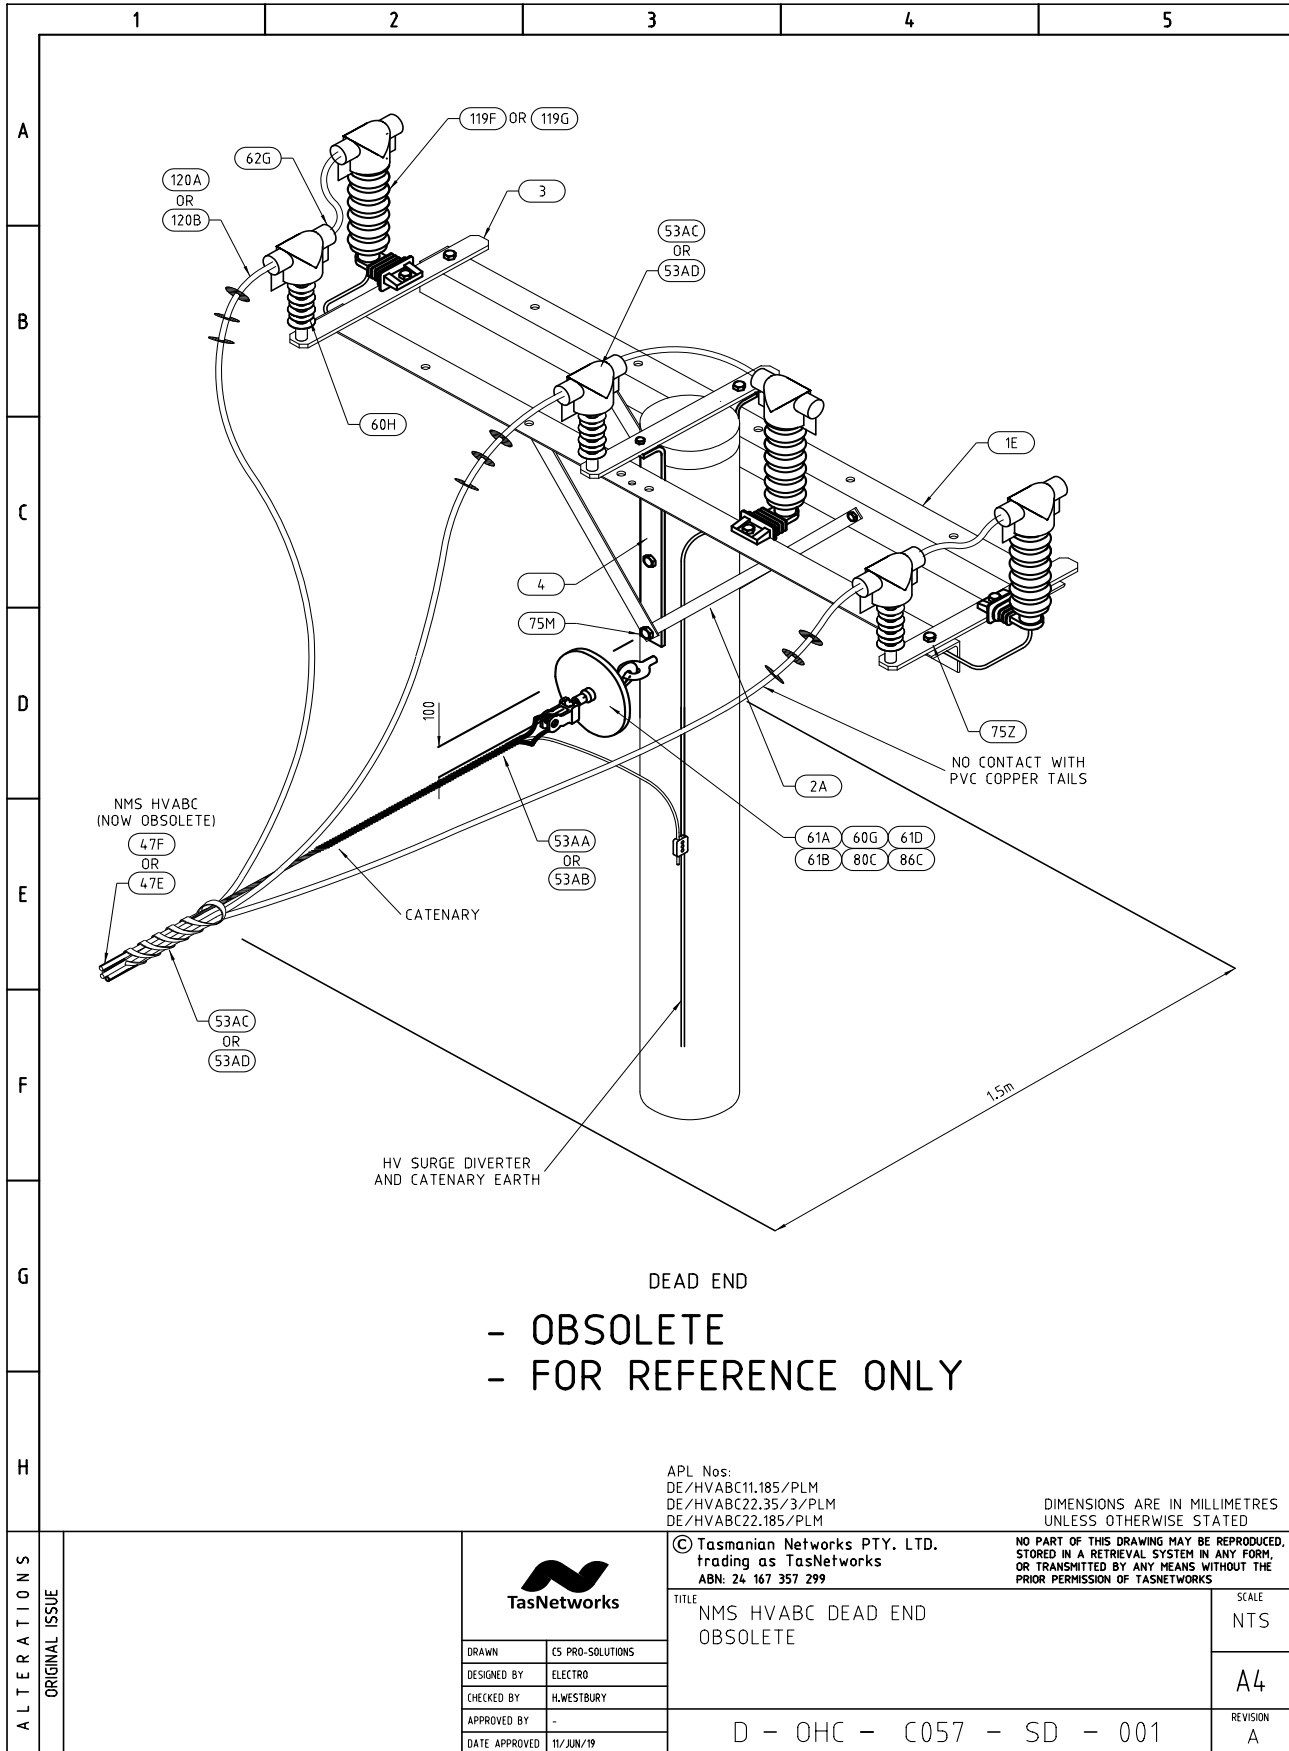 1 2 3 4 5
A
B
C
D
E
F
G
H
119F OR 119G
62G
120A
OR
120B
3
53AC
OR
53AD
60H
1E
4
75M
100
75Z
NO CONTACT WITH
PVC COPPER TAILS
2A
NMS HVABC
(NOW OBSOLETE)
47F
OR
47E
53AA
OR
53AB
61A 60G 61D
61B 80C 86C
CATENARY
53AC
OR
53AD
1.5m
HV SURGE DIVERTER
AND CATENARY EARTH
DEAD END
- OBSOLETE
- FOR REFERENCE ONLY
APL Nos:
DE/HVABC11.185/PLM
DE/HVABC22.35/3/PLM
DE/HVABC22.185/PLM
DIMENSIONS ARE IN MILLIMETRES
UNLESS OTHERWISE STATED
ALTERATIONS
ORIGINAL ISSUE
TasNetworks
© Tasmanian Networks PTY. LTD.
trading as TasNetworks
ABN: 24 167 357 299
NO PART OF THIS DRAWING MAY BE REPRODUCED,
STORED IN A RETRIEVAL SYSTEM IN ANY FORM,
OR TRANSMITTED BY ANY MEANS WITHOUT THE
PRIOR PERMISSION OF TASNETWORKS
TITLE
NMS HVABC DEAD END
OBSOLETE
SCALE
NTS
A4
DRAWN C5 PRO-SOLUTIONS
DESIGNED BY ELECTRO
CHECKED BY H.WESTBURY
APPROVED BY -
DATE APPROVED 11/JUN/19
D - OHC - C057 - SD - 001
REVISION
A